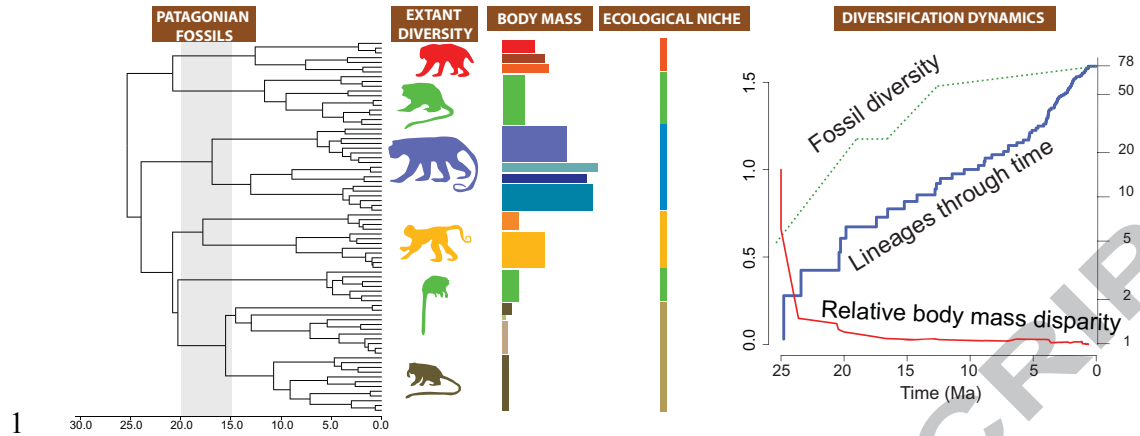 PATAGONIAN
FOSSILS
EXTANT
DIVERSITY
BODY MASS
ECOLOGICAL NICHE
DIVERSIFICATION DYNAMICS
Fossil diversity
Lineages through time
Relative body mass disparity
1.5
1.0
0.5
0.0
78
50
20
10
5
2
1
25
20
15
10
5
0
Time (Ma)
1
30.0
25.0
20.0
15.0
10.0
5.0
0.0
CRIP